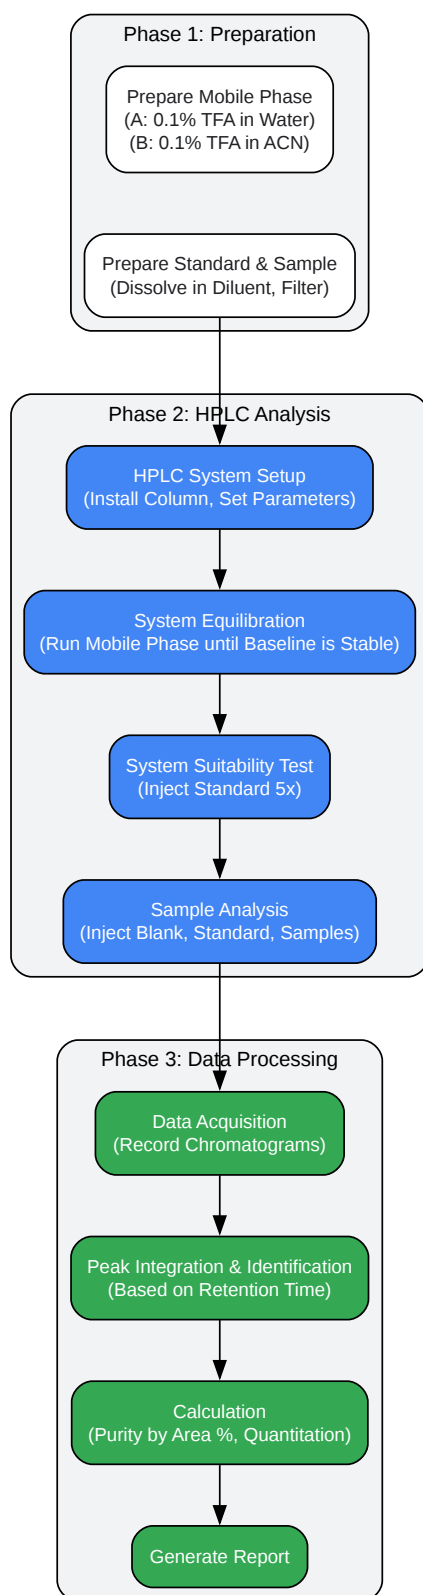 Phase 1: Preparation
Prepare Mobile Phase
(A: 0.1% TFA in Water)
(B: 0.1% TFA in ACN)
Prepare Standard & Sample
(Dissolve in Diluent, Filter)
Phase 2: HPLC Analysis
HPLC System Setup
(Install Column, Set Parameters)
System Equilibration
(Run Mobile Phase until Baseline is Stable)
System Suitability Test
(Inject Standard 5x)
Sample Analysis
(Inject Blank, Standard, Samples)
Phase 3: Data Processing
Data Acquisition
(Record Chromatograms)
Peak Integration & Identification
(Based on Retention Time)
Calculation
(Purity by Area %, Quantitation)
Generate Report